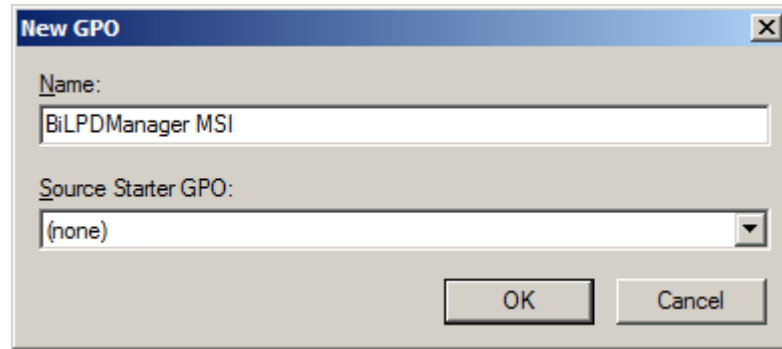 New GPO
Name:
BiLPDManager MSI
Source Starter GPO:
(none)
OK Cancel